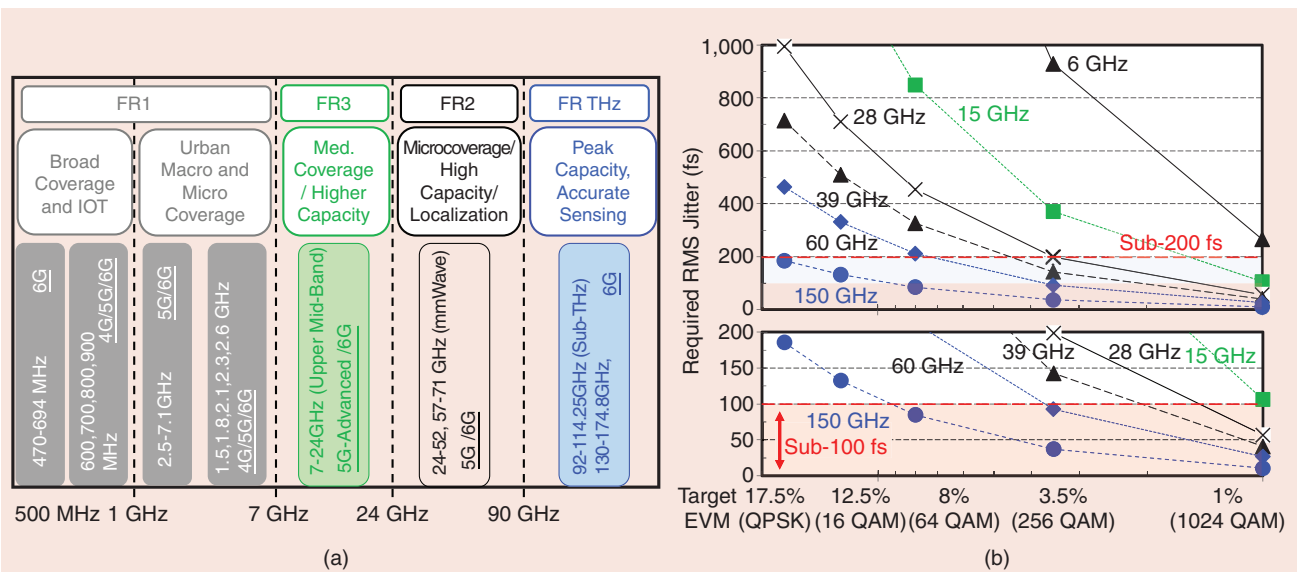 FR1
FR3
FR2
FR THz
Broad
Coverage
and IOT
Urban
Macro and
Micro
Coverage
Med.
Coverage
/ Higher
Capacity
Microcoverage/
High
Capacity/
Localization
Peak
Capacity,
Accurate
Sensing
470-694 MHz 6G
600,700,800,900
MHz 4G/5G/6G
2.5-7.1GHz 5G/6G
1.5,1.8,2.1,2.3,2.6 GHz
4G/5G/6G
7-24GHz (Upper Mid-Band)
5G-Advanced /6G
24-52, 57-71 GHz (mmWave)
5G /6G
92-114.25GHz (Sub-THz)
130-174.8GHz, 6G
500 MHz 1 GHz 7 GHz 24 GHz 90 GHz
(a)
Required RMS Jitter (fs)
1,000
800
600
400
200
0
6 GHz
28 GHz
15 GHz
39 GHz
60 GHz
150 GHz
Sub-200 fs
200
150
100
50
0
60 GHz
39 GHz
28 GHz
15 GHz
150 GHz
Sub-100 fs
Target 17.5% 12.5% 8% 3.5% 1%
EVM (QPSK) (16 QAM) (64 QAM) (256 QAM) (1024 QAM)
(b)